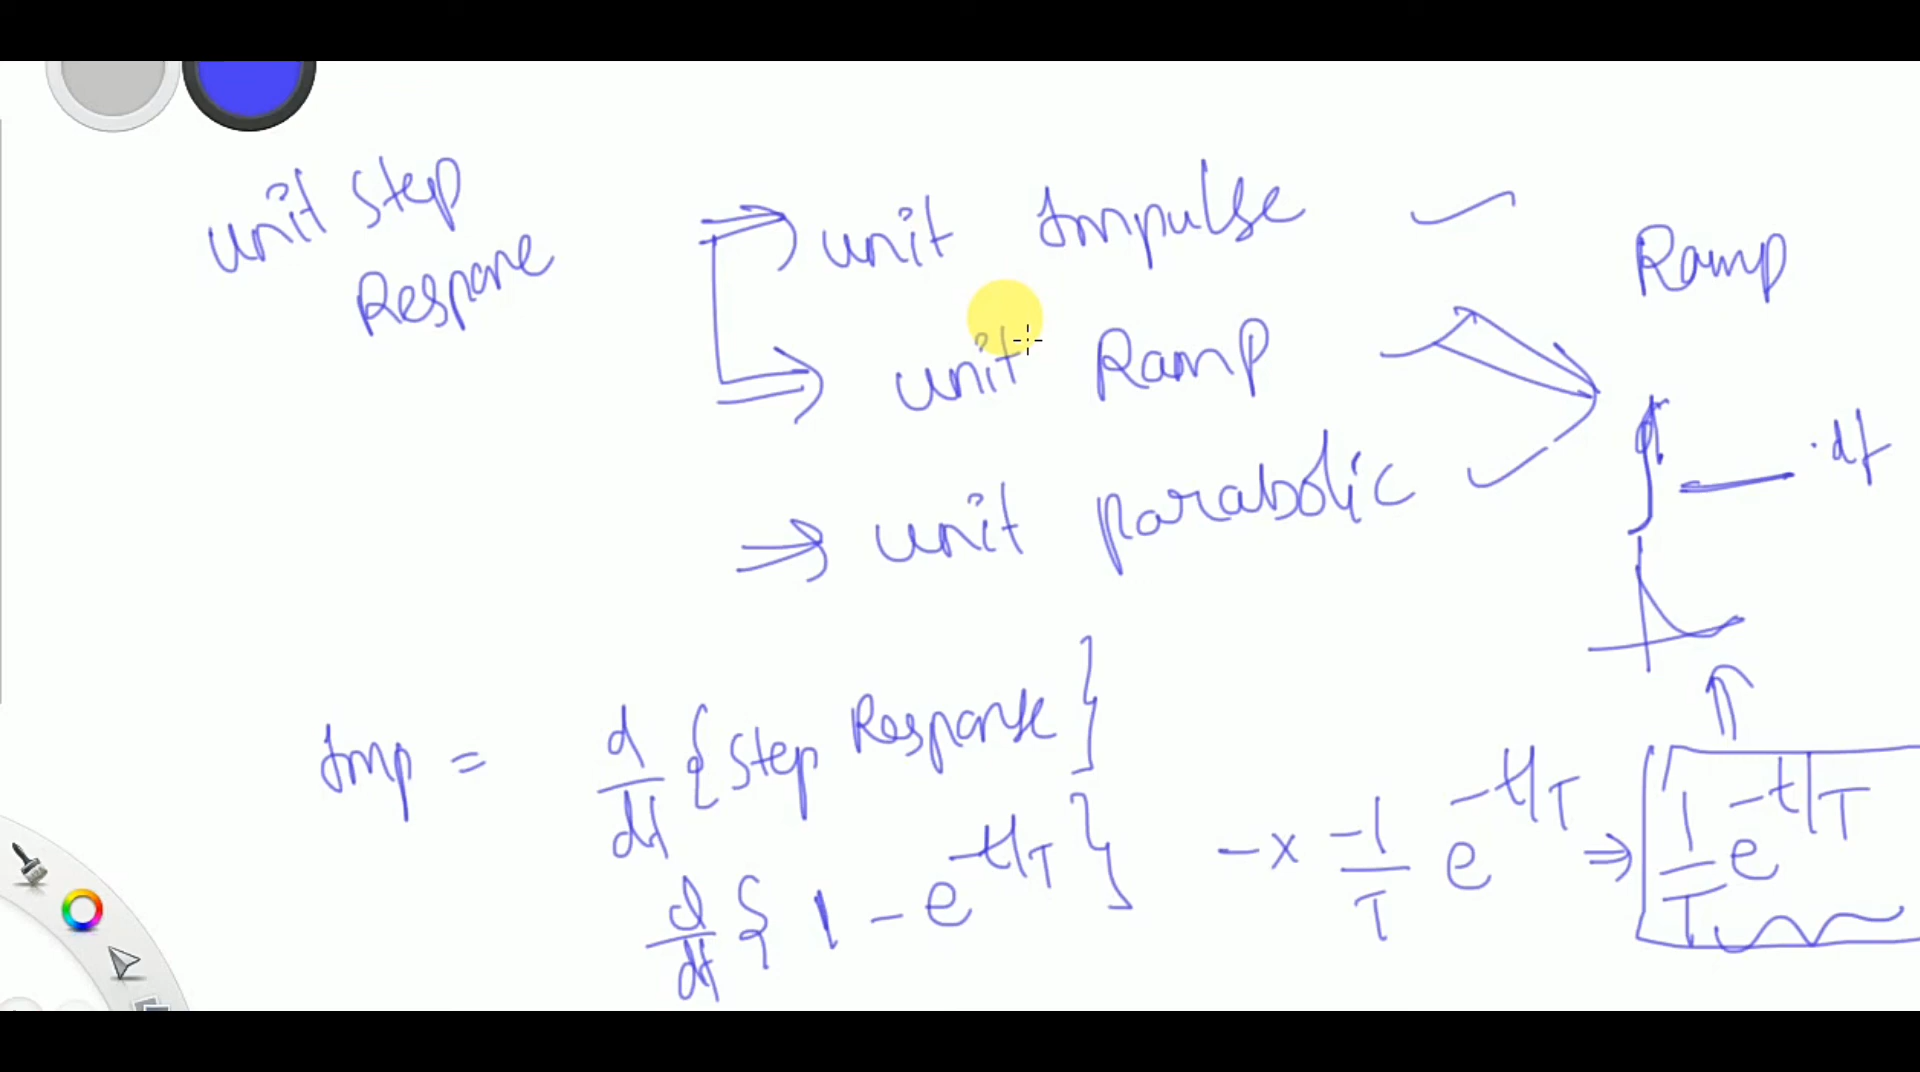 unit step
Response
⇒ unit Impulse
⇒ unit Ramp
⇒ unit parabolic
Ramp
∫ — .dt
Imp = d/dt {Step Response}
d/dt { 1 - e^{-t/T} } - x -1/T e^{-t/T} ⇒ 1/T e^{-t/T}